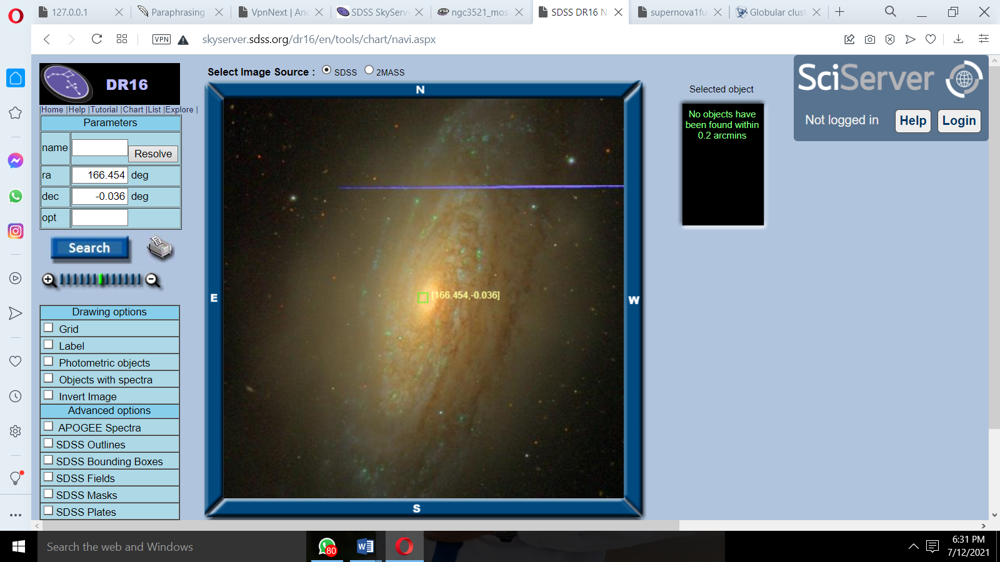 127.0.0.1
Paraphrasing
VpnNext | An
SDSS SkyServ
ngc3521_mos
SDSS DR16 N
supernova1fu
Globular clust
VPN
skyserver.sdss.org/dr16/en/tools/chart/navi.aspx
DR16
|Home |Help |Tutorial |Chart |List |Explore |
Parameters
name
Resolve
ra 166.454 deg
dec -0.036 deg
opt
Search
Drawing options
Grid
Label
Photometric objects
Objects with spectra
Invert Image
Advanced options
APOGEE Spectra
SDSS Outlines
SDSS Bounding Boxes
SDSS Fields
SDSS Masks
SDSS Plates
Select Image Source : SDSS 2MASS
N
E
W
S
[166.454,-0.036]
Selected object
No objects have
been found within
0.2 arcmins
SciServer
Not logged in Help Login
Search the web and Windows
80
W
6:31 PM
7/12/2021